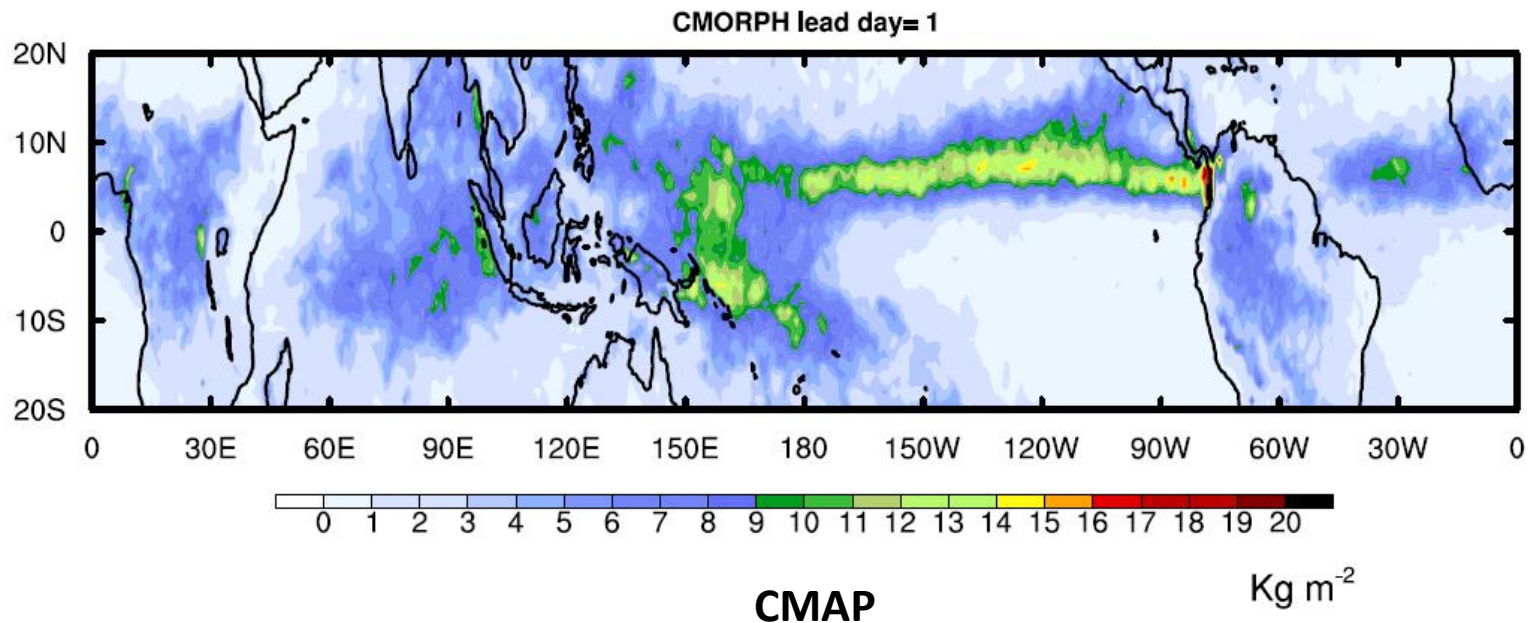 CMORPH lead day= 1
20N
10N
0
10S
20S
0 30E 60E 90E 120E 150E 180 150W 120W 90W 60W 30W 0
0 1 2 3 4 5 6 7 8 9 10 11 12 13 14 15 16 17 18 19 20
Kg m⁻²
CMAP